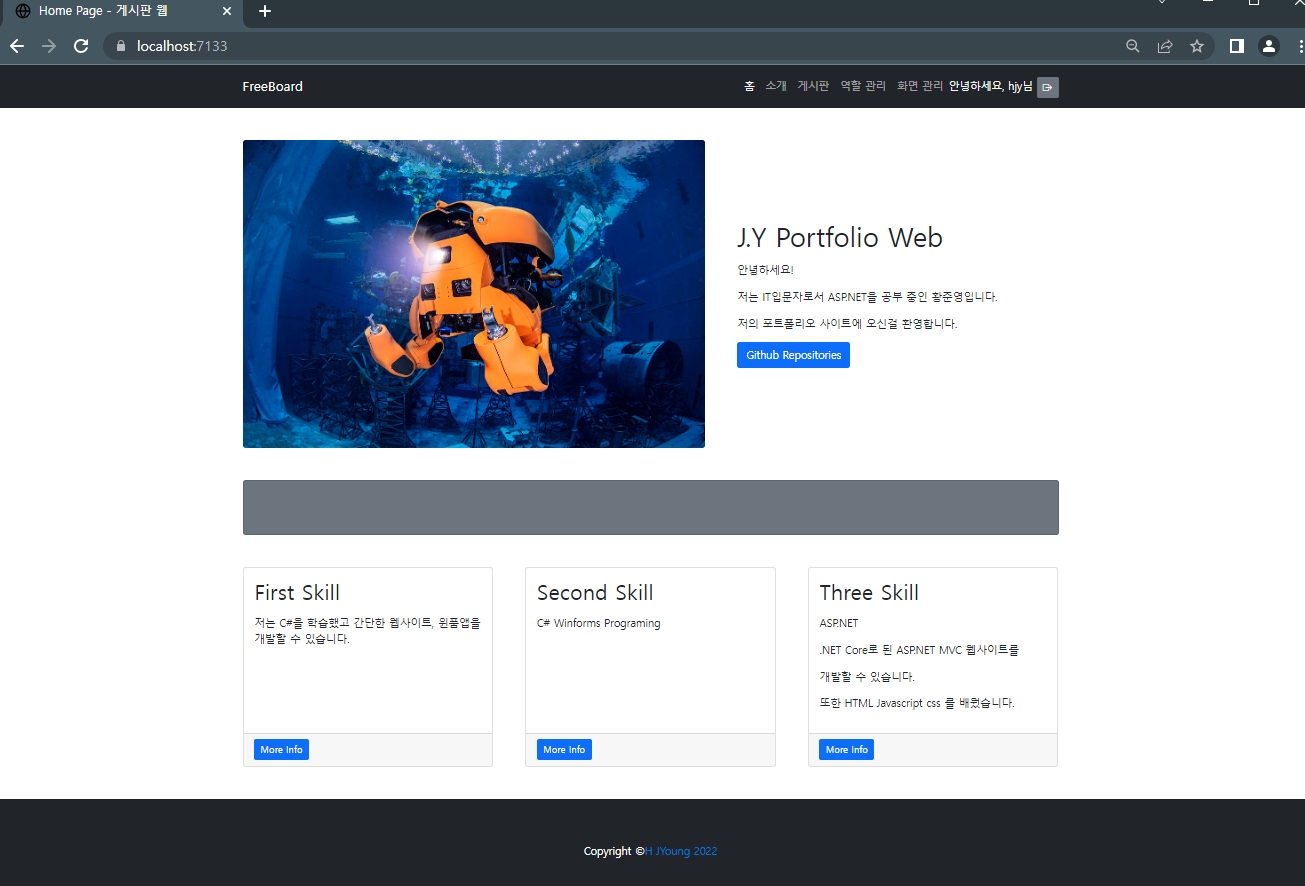 Home Page - 게시판 웹
localhost:7133
FreeBoard
홈 소개 게시판 역할 관리 화면 관리 안녕하세요, hjy님
J.Y Portfolio Web
안녕하세요!
저는 IT입문자로서 ASP.NET을 공부 중인 황준영입니다.
저의 포트폴리오 사이트에 오신걸 환영합니다.
Github Repositories
First Skill
저는 C#을 학습했고 간단한 웹사이트, 윈폼앱을
개발할 수 있습니다.
More Info
Second Skill
C# Winforms Programing
More Info
Three Skill
ASP.NET
.NET Core로 된 ASP.NET MVC 웹사이트를
개발할 수 있습니다.
또한 HTML Javascript css 를 배웠습니다.
More Info
Copyright ©H JYoung 2022